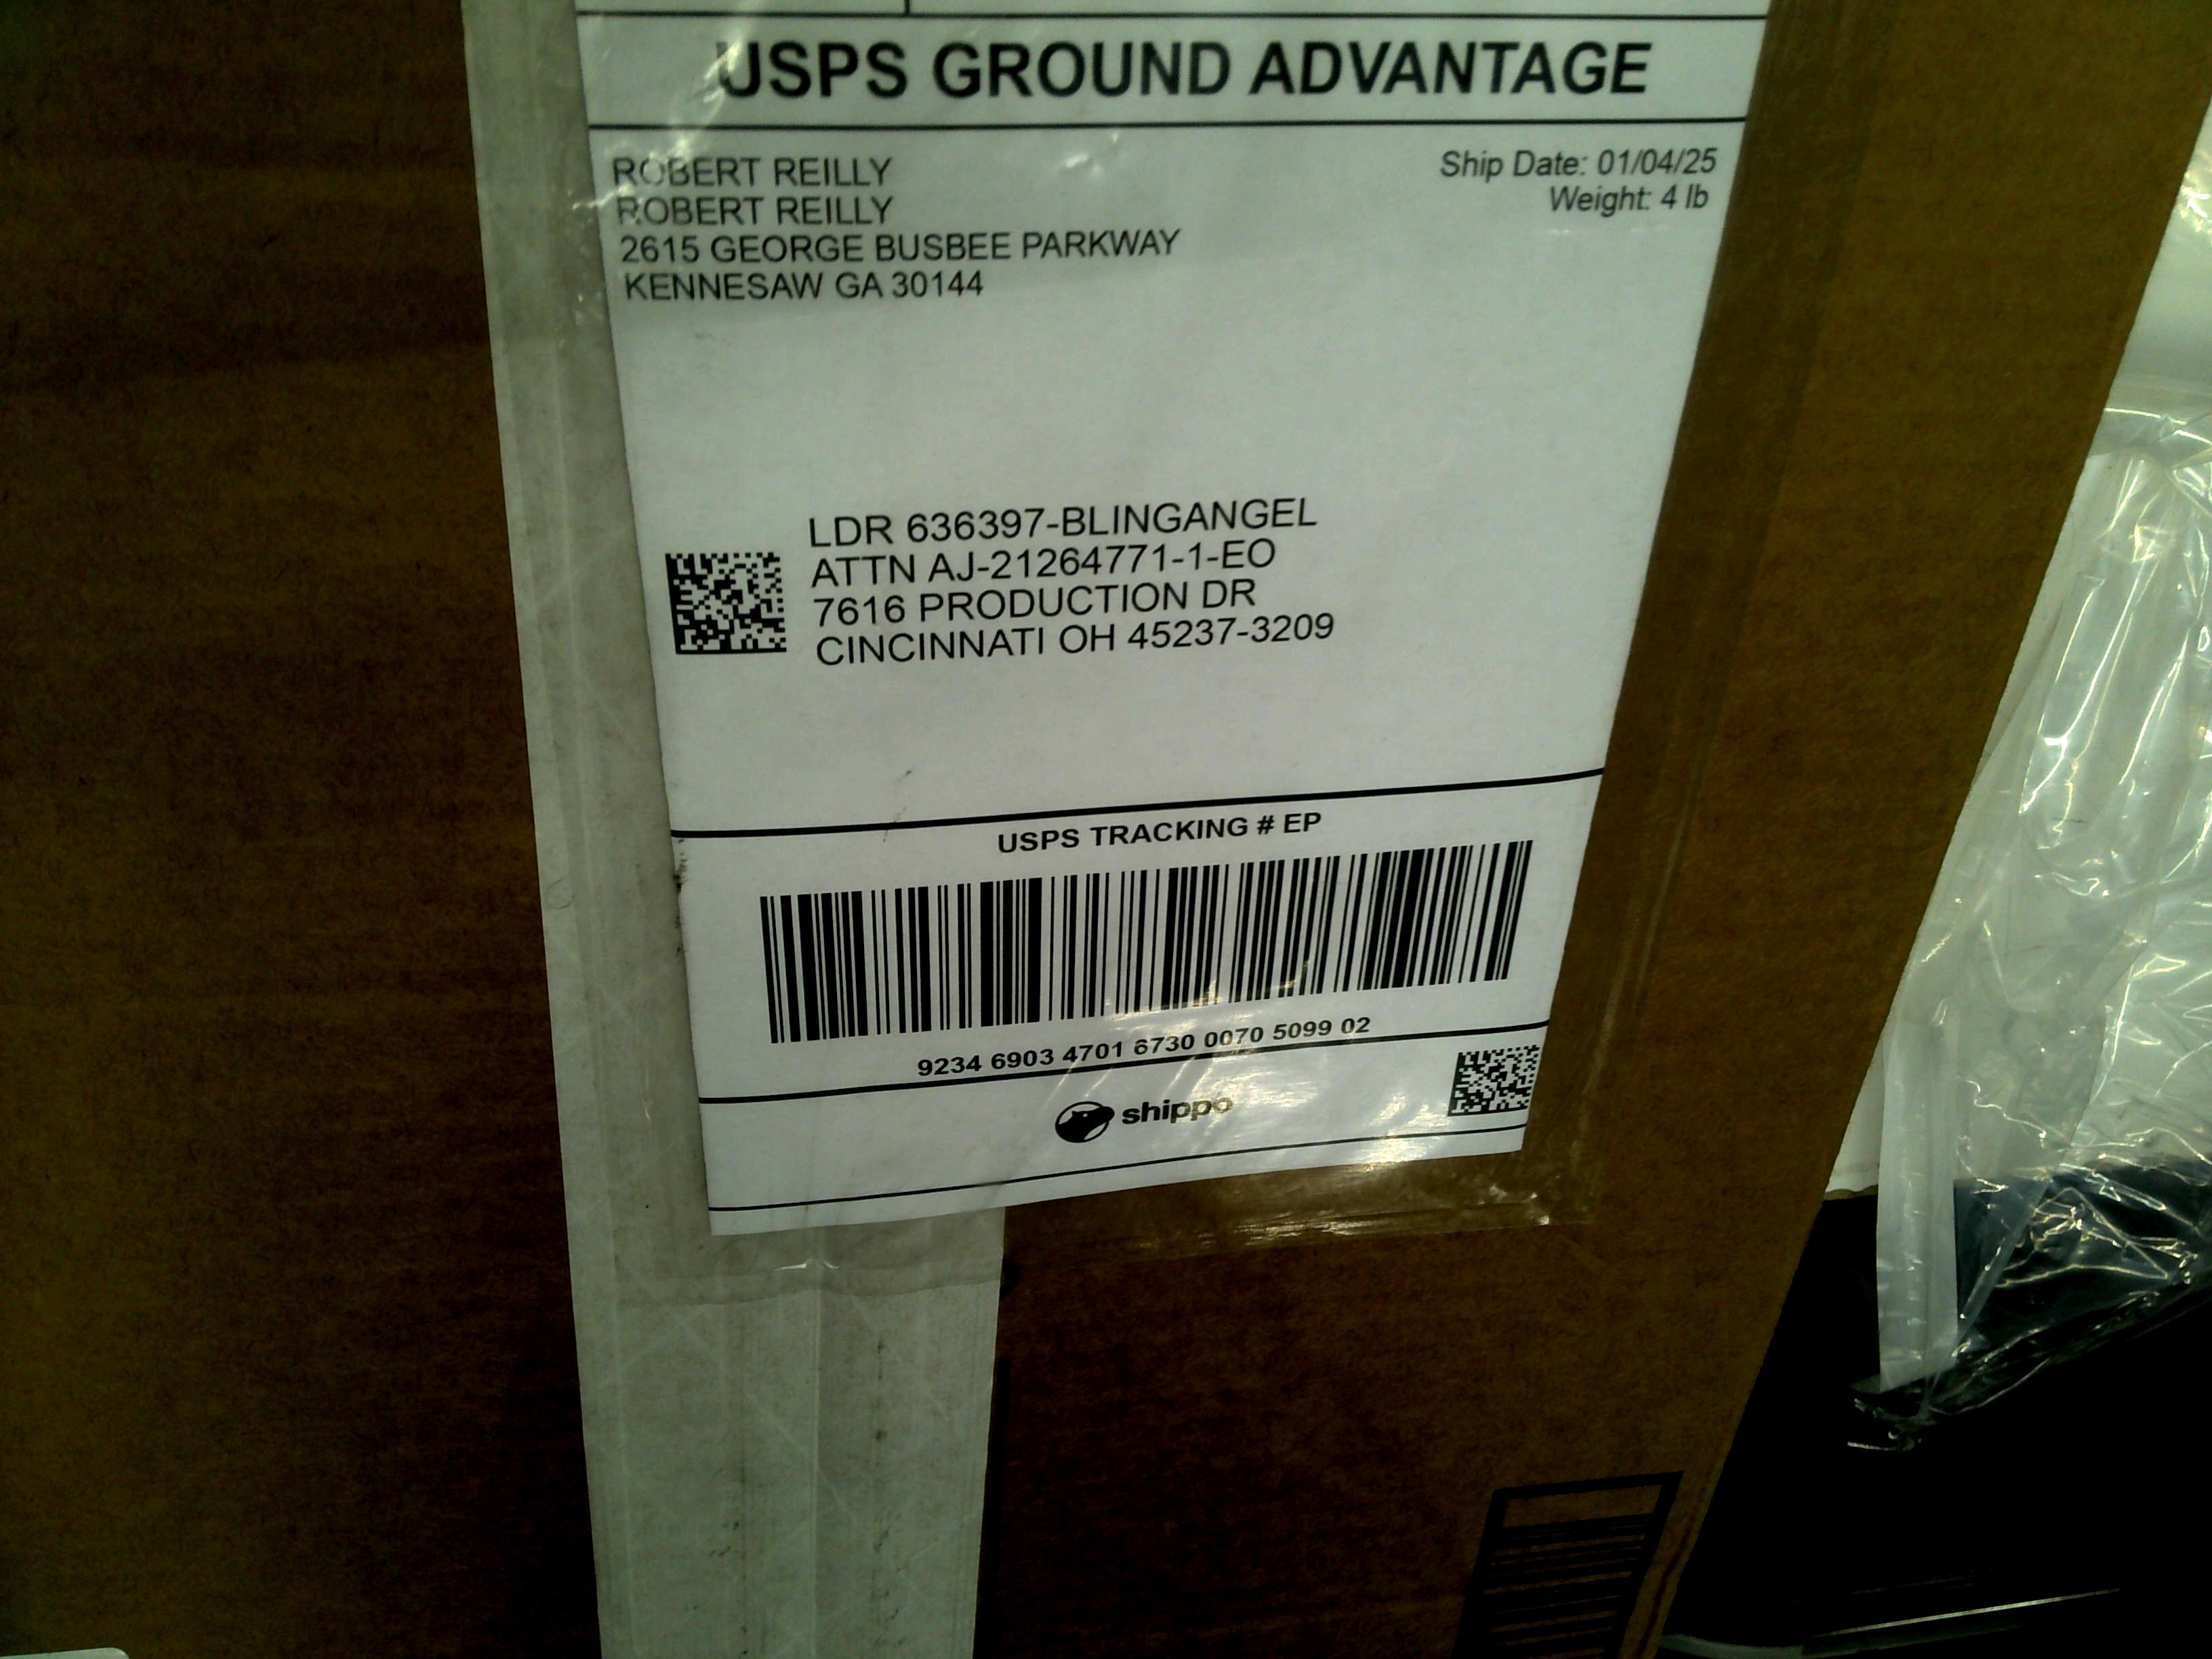 USPS GROUND ADVANTAGE
ROBERT REILLY
ROBERT REILLY
2615 GEORGE BUSBEE PARKWAY
KENNESAW GA 30144
Ship Date: 01/04/25
Weight: 4 lb
LDR 636397-BLINGANGEL
ATTN AJ-21264771-1-EO
7616 PRODUCTION DR
CINCINNATI OH 45237-3209
USPS TRACKING # EP
9234 6903 4701 6730 0070 5099 02
shippo